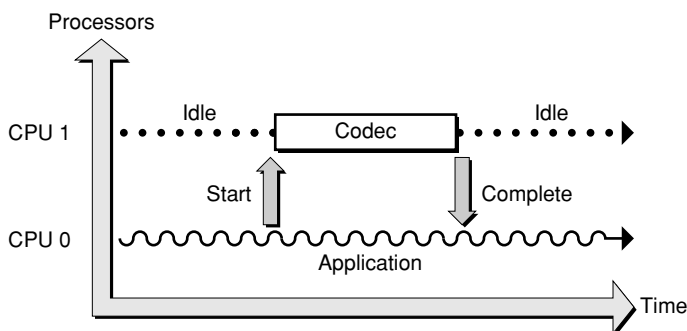 Processors
Idle
Idle
CPU 1
Codec
Start
Complete
CPU 0
Application
Time